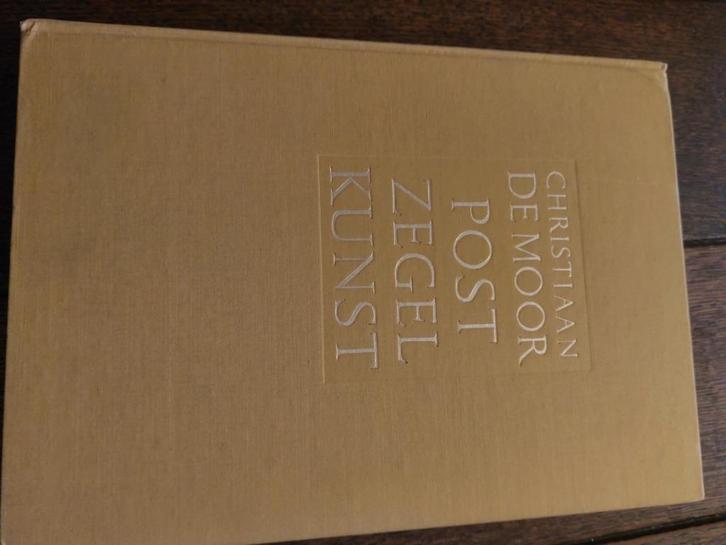 CHRISTIAAN
DE MOOR
POST
ZEGEL
KUNST